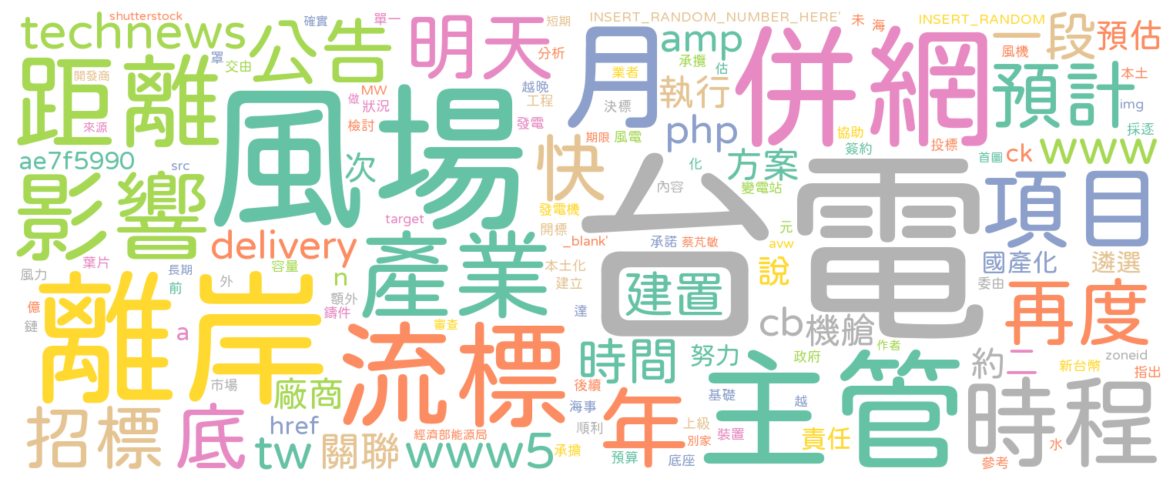 shutterstock
確實
單一
短期
INSERT_RANDOM_NUMBER_HERE'
未
海
INSERT_RANDOM
technews
公告
明天
月
amp
併網
一段
預估
罩
交由
分析
業者
承攬
估
風機
距離
開發商
風場
越晚
工程
MW
狀況
做
檢討
發電
執行
決標
預計
本土
img
採逐
來源
ae7f5990
src
次
快
期限
風電
php
協助
簽約
投標
首圖
ck
www
影響
target
發電機
開標
_blank'
化
內容
方案
變電站
台電
元
avw
項目
delivery
產業
葉片
風力
長期
前
容量
外
n
額外
鑄件
本土化
建立
承諾
蔡芃敏
建置
說
國產化
遴選
委由
離岸
億
鏈
a
審查
流標
達
cb
機艙
再度
時間
努力
政府
作者
約
二
新台幣
zoneid
指出
市場
廠商
招標
底
href
tw
關聯
經濟部能源局
www5
承擔
後續
海事
順利
年
預算
底座
上級
別家
基礎
裝置
主管
越
責任
時程
水
參考